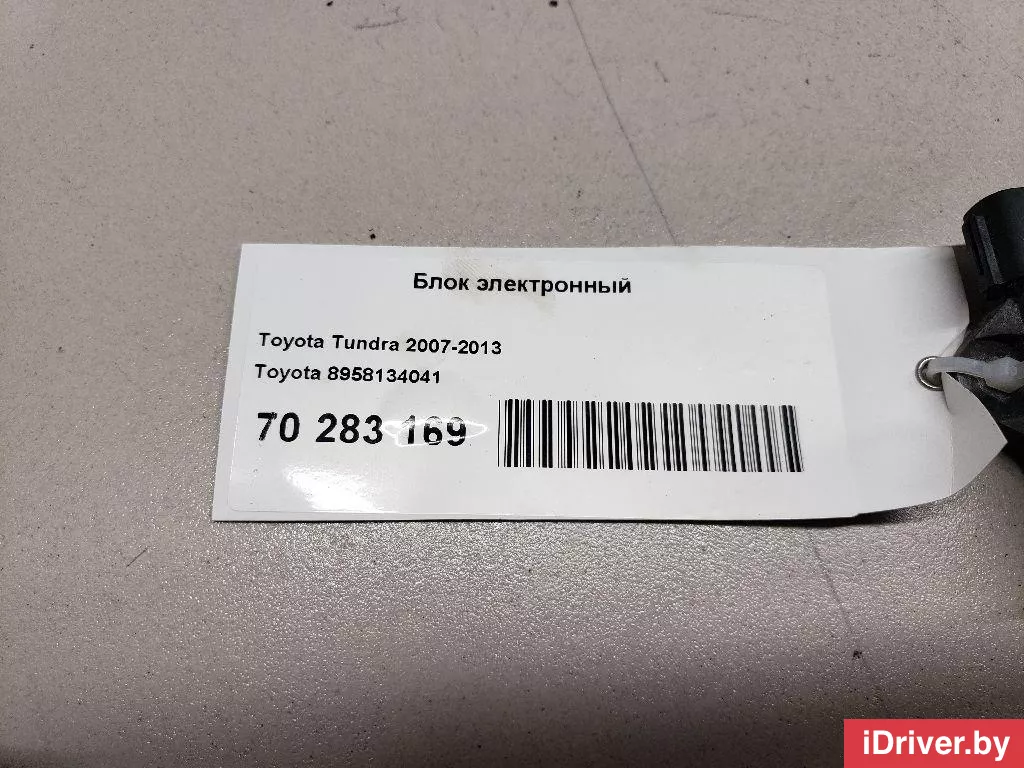 Блок электронный
Toyota Tundra 2007-2013
Toyota 8958134041
70 283 169
iDriver.by